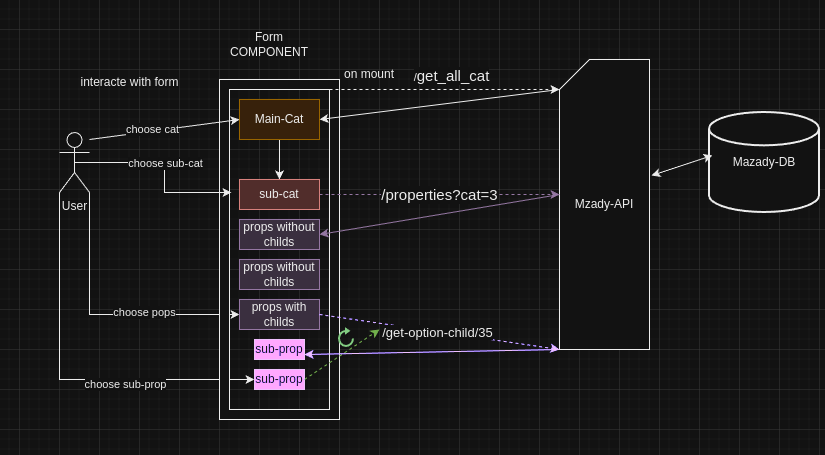 Form
COMPONENT
interacte with form
on mount
/get_all_cat
Main-Cat
choose cat
choose sub-cat
Mazady-DB
sub-cat
/properties?cat=3
User
Mzady-API
props without
childs
props without
childs
choose pops
props with
childs
/get-option-child/35
sub-prop
sub-prop
choose sub-prop